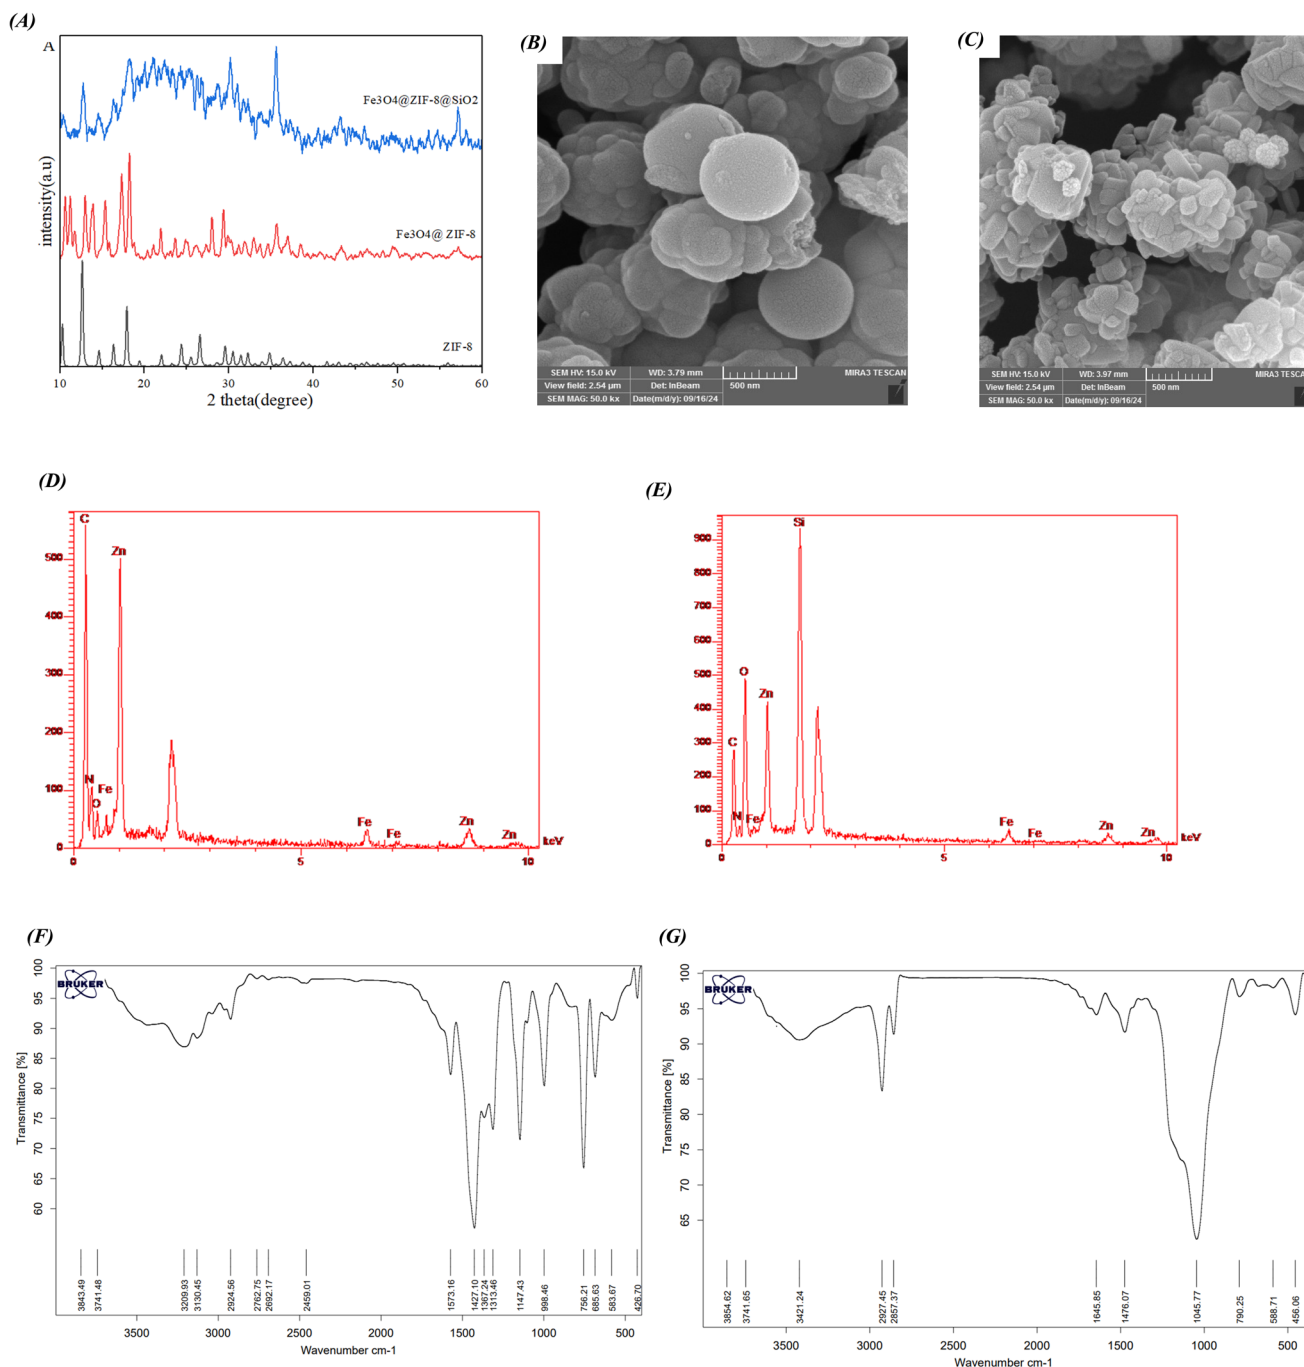 (A)
A
Fe3O4@ZIF-8@SiO2
Fe3O4@ ZIF-8
ZIF-8
intensity(a.u)
10 20 30 40 50 60
2 theta(degree)
(B)
SEM HV: 15.0 kV WD: 3.79 mm MIRA3 TESCAN
View field: 2.54 µm Det: InBeam 500 nm
SEM MAG: 50.0 kx Date(m/d/y): 09/16/24
(C)
SEM HV: 15.0 kV WD: 3.97 mm MIRA3 TESCA
View field: 2.54 µm Det: InBeam 500 nm
SEM MAG: 50.0 kx Date(m/d/y): 09/16/24
(D)
C
Zn
N
O
Fe
Fe
Fe
Zn
Zn
500
400
300
200
100
0
0 5 10
keV
(E)
Si
O
Zn
C
N
Fe
Fe
Fe
Zn
Zn
900
800
700
600
500
400
300
200
100
0
0 5 10
keV
(F)
BRUKER
Transmittance [%]
100
95
90
85
80
75
70
65
60
3843.49
3741.48
3209.93
3130.45
2924.56
2762.75
2692.17
2459.01
1573.16
1427.10
1367.24
1313.46
1147.43
998.46
756.21
685.63
583.67
426.70
3500 3000 2500 2000 1500 1000 500
Wavenumber cm-1
(G)
BRUKER
Transmittance [%]
100
95
90
85
80
75
70
65
3854.62
3741.65
3421.24
2927.45
2857.37
1645.85
1476.07
1045.77
790.25
588.71
456.06
3500 3000 2500 2000 1500 1000 500
Wavenumber cm-1